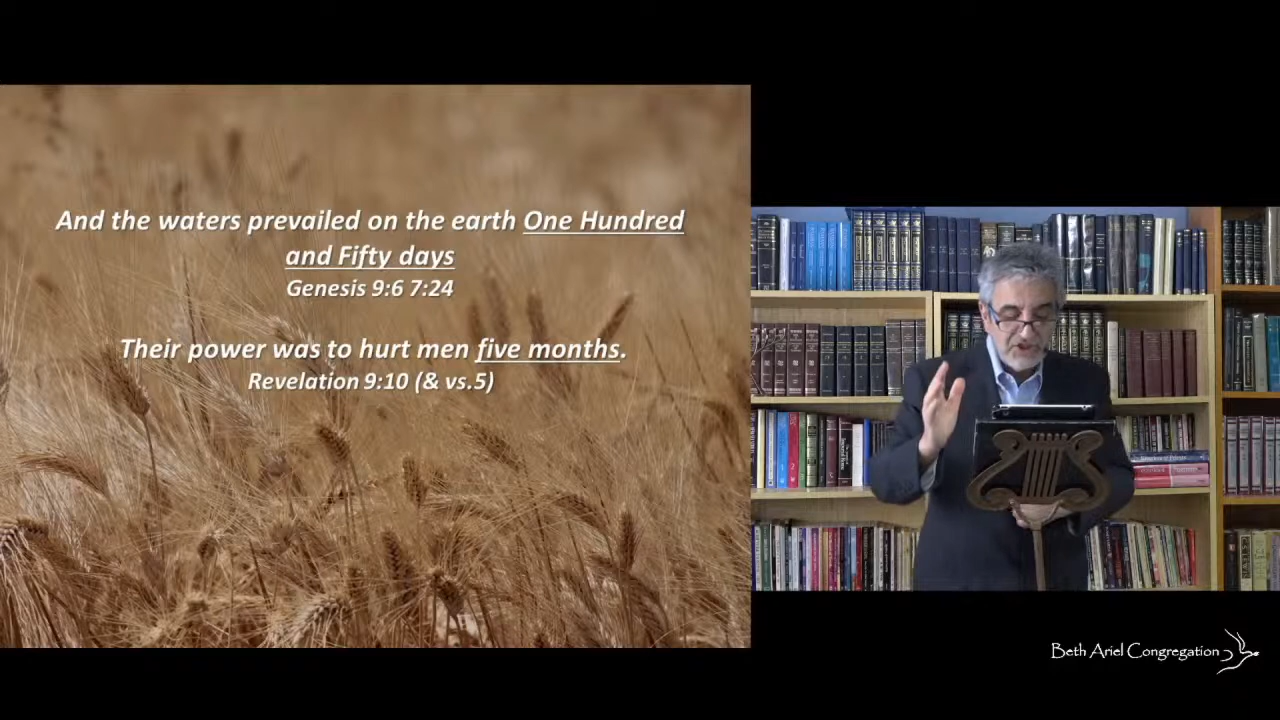 And the waters prevailed on the earth One Hundred
and Fifty days
Genesis 9:6 7:24
Their power was to hurt men five months.
Revelation 9:10 (& vs.5)
Beth Ariel Congregation